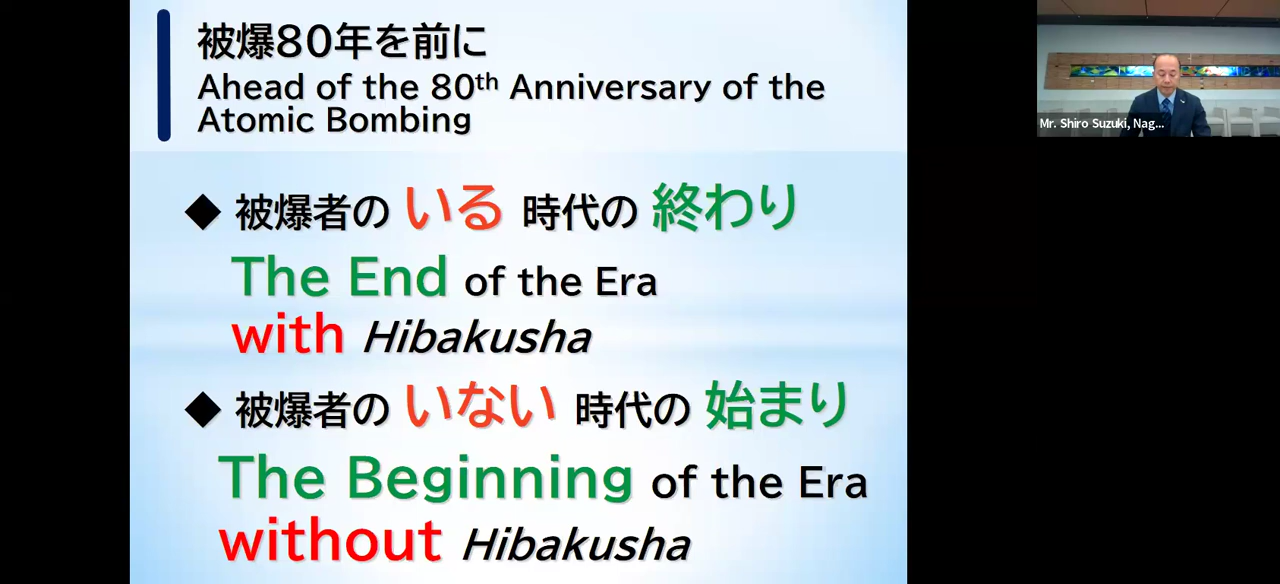 被爆80年を前に
Ahead of the 80th Anniversary of the
Atomic Bombing
◆ 被爆者の いる 時代の 終わり
The End of the Era
with Hibakusha
◆ 被爆者の いない 時代の 始まり
The Beginning of the Era
without Hibakusha
Mr. Shiro Suzuki, Nag...